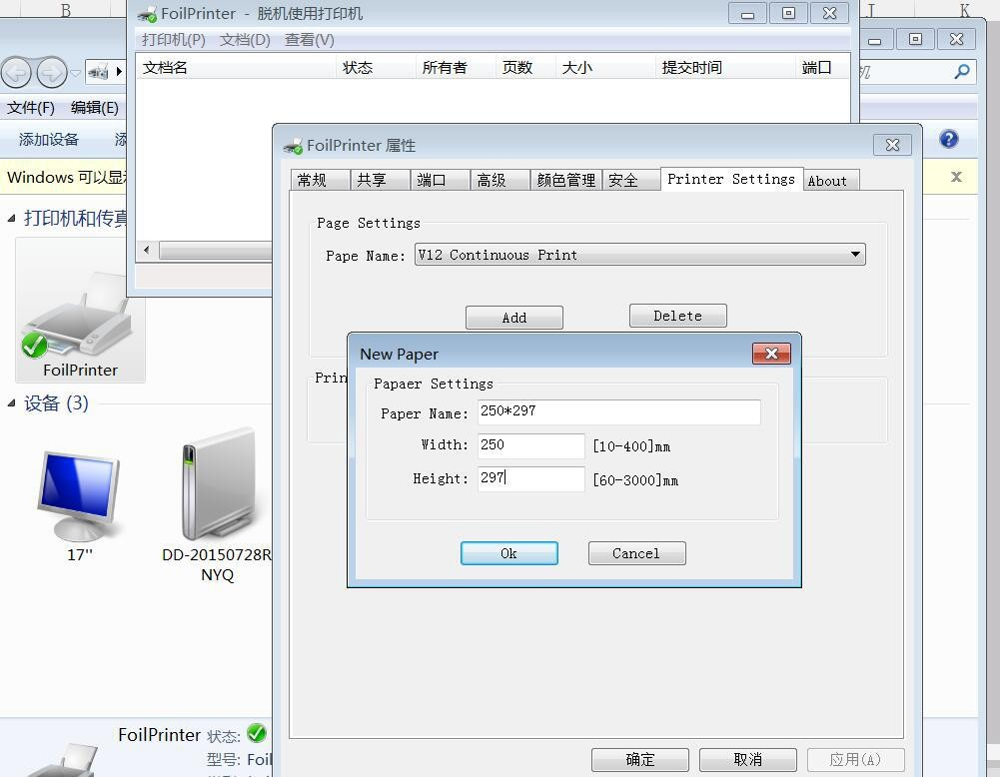 B
J
K
FoilPrinter - 脱机使用打印机
打印机(P) 文档(D) 查看(V)
文档名 状态 所有者 页数 大小 提交时间 端口
文件(F) 编辑(E)
添加设备
Windows 可以显
打印机和传真
FoilPrinter
设备 (3)
17''
DD-20150728R
NYQ
FoilPrinter 状态:
型号: Foil
FoilPrinter 属性
常规 共享 端口 高级 颜色管理 安全 Printer Settings About
Page Settings
Pape Name: V12 Continuous Print
Add Delete
Prin
New Paper
Papaer Settings
Paper Name: 250*297
Width: 250 [10-400]mm
Height: 297 [60-3000]mm
Ok Cancel
确定 取消 应用(A)